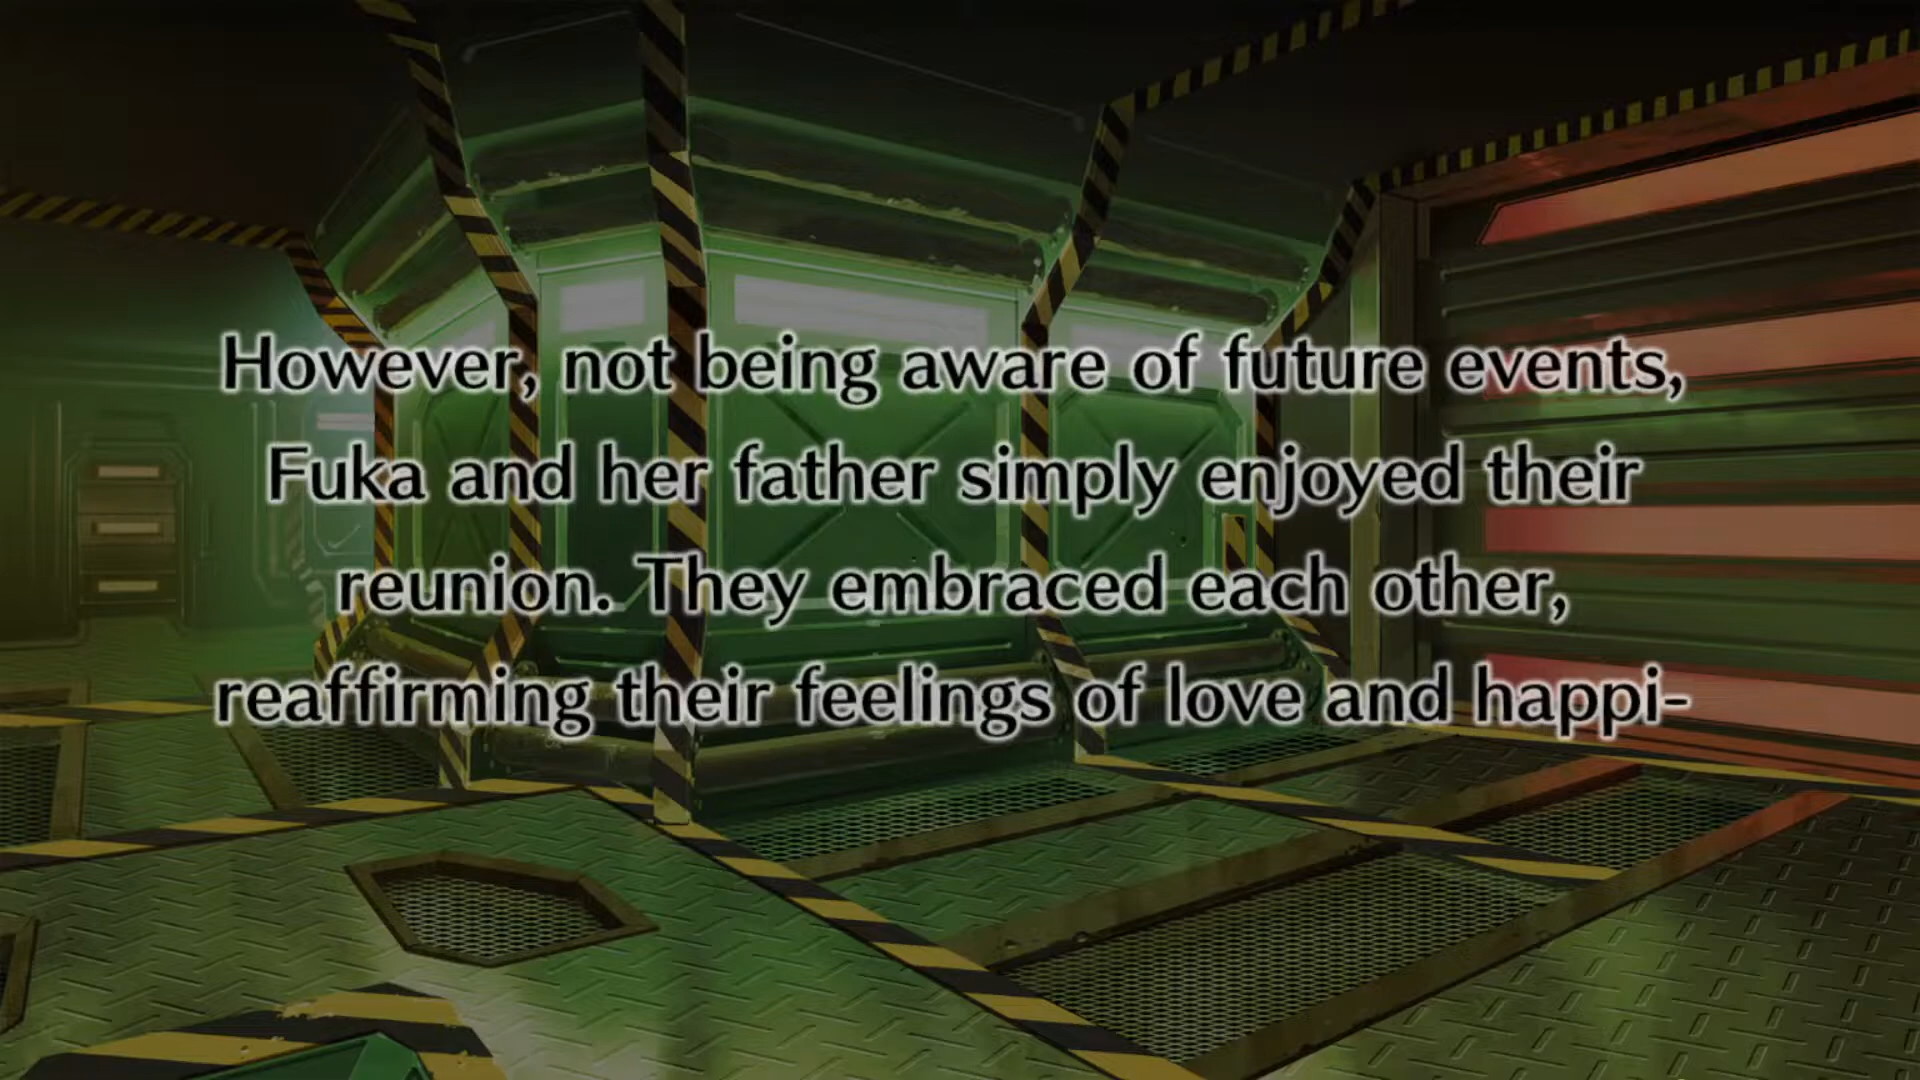 However, not being aware of future events,
Fuka and her father simply enjoyed their
reunion. They embraced each other,
reaffirming their feelings of love and happi-